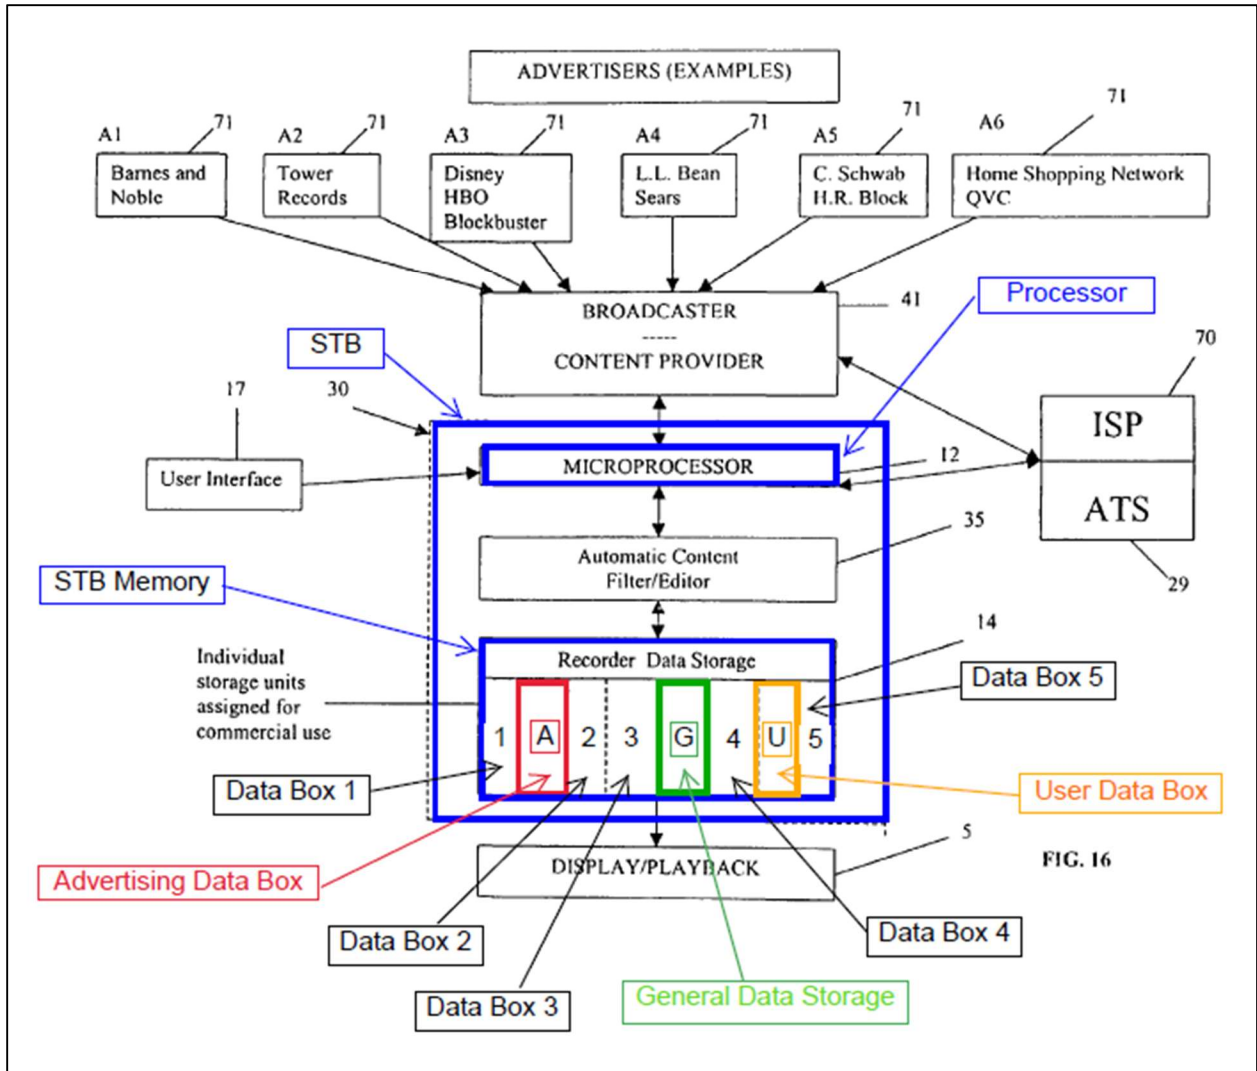 ADVERTISERS (EXAMPLES)
A1
71
A2
71
A3
71
A4
71
A5
71
A6
71
Barnes and
Noble
Tower
Records
Disney
HBO
Blockbuster
L.L. Bean
Sears
C. Schwab
H.R. Block
Home Shopping Network
QVC
BROADCASTER
-----
CONTENT PROVIDER
41
Processor
STB
17
30
70
ISP
ATS
29
User Interface
MICROPROCESSOR
12
35
Automatic Content
Filter/Editor
STB Memory
14
Individual
storage units
assigned for
commercial use
Recorder Data Storage
Data Box 5
1 A 2 3 G 4 U 5
Data Box 1
User Data Box
5
DISPLAY/PLAYBACK
FIG. 16
Advertising Data Box
Data Box 2
Data Box 4
Data Box 3
General Data Storage